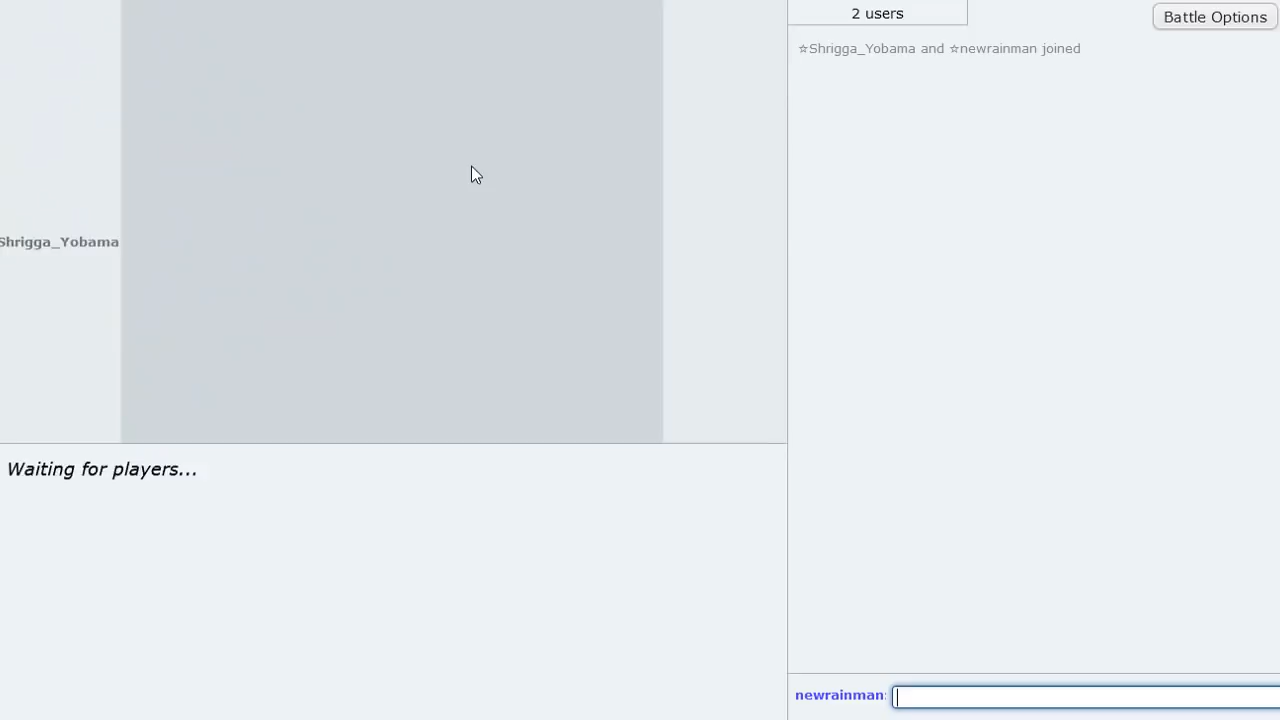 2 users
Battle Options
☆Shrigga_Yobama and ☆newrainman joined
Shrigga_Yobama
Waiting for players...
newrainman: